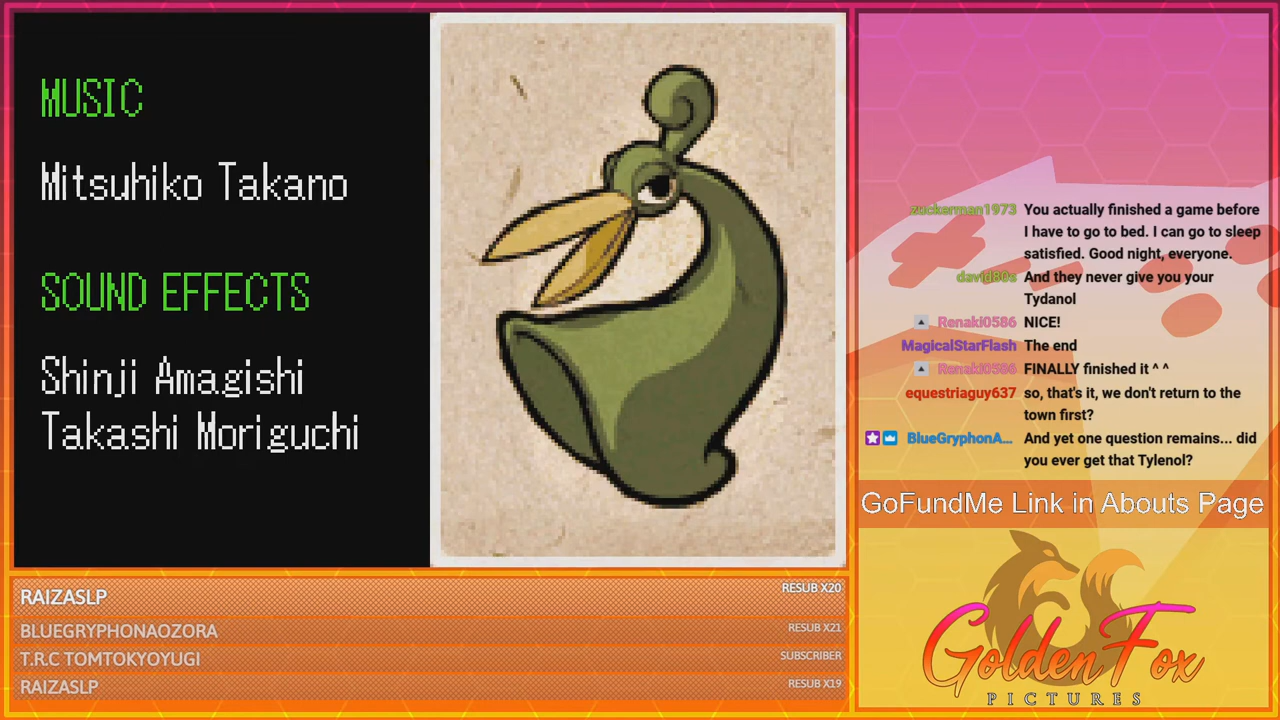 MUSIC
Mitsuhiko Takano
SOUND EFFECTS
Shinji Amagishi
Takashi Moriguchi
zuckerman1973 You actually finished a game before
I have to go to bed. I can go to sleep
satisfied. Good night, everyone.
david80s And they never give you your
Tydanol
Renaki0586 NICE!
MagicalStarFlash The end
Renaki0586 FINALLY finished it ^ ^
equestriaguy637 so, that's it, we don't return to the
town first?
BlueGryphonA... And yet one question remains... did
you ever get that Tylenol?
GoFundMe Link in Abouts Page
Golden Fox
PICTURES
RAIZASLP RESUB X20
BLUEGRYPHONAOZORA RESUB X21
T.R.C TOMTOKYOYUGI SUBSCRIBER
RAIZASLP RESUB X19